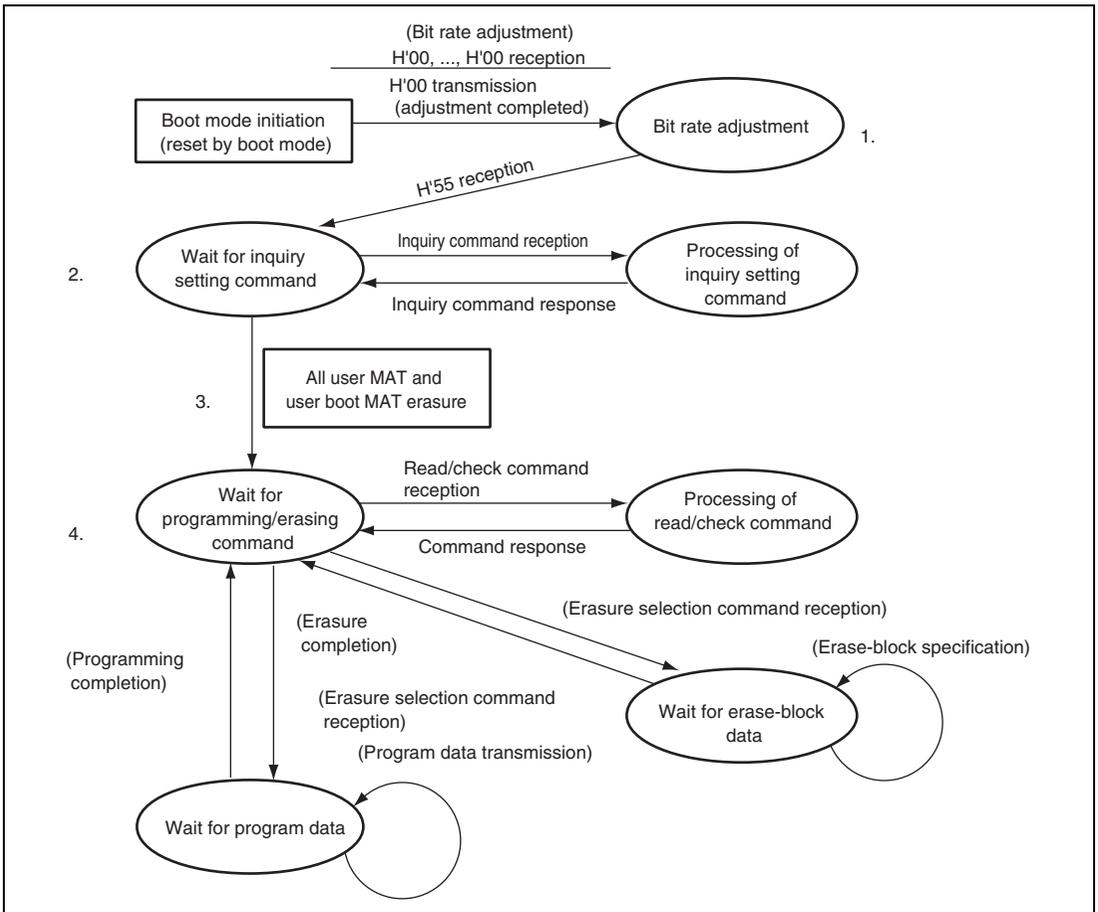 (Bit rate adjustment)
H'00, ..., H'00 reception
H'00 transmission
(adjustment completed)
Boot mode initiation
(reset by boot mode)
Bit rate adjustment
1.
H'55 reception
2.
Wait for inquiry
setting command
Inquiry command reception
Inquiry command response
Processing of
inquiry setting
command
3.
All user MAT and
user boot MAT erasure
4.
Wait for
programming/erasing
command
Read/check command
reception
Command response
Processing of
read/check command
(Erasure selection command reception)
(Erasure
completion)
(Programming
completion)
(Erase-block specification)
(Erasure selection command
reception)
Wait for erase-block
data
(Program data transmission)
Wait for program data